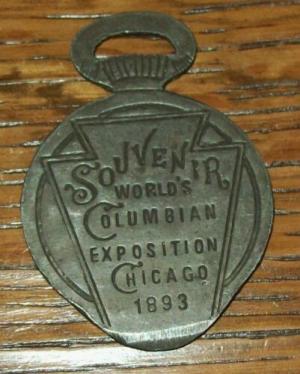 SOUVENIR
WORLD'S
COLUMBIAN
EXPOSITION
CHICAGO
1893